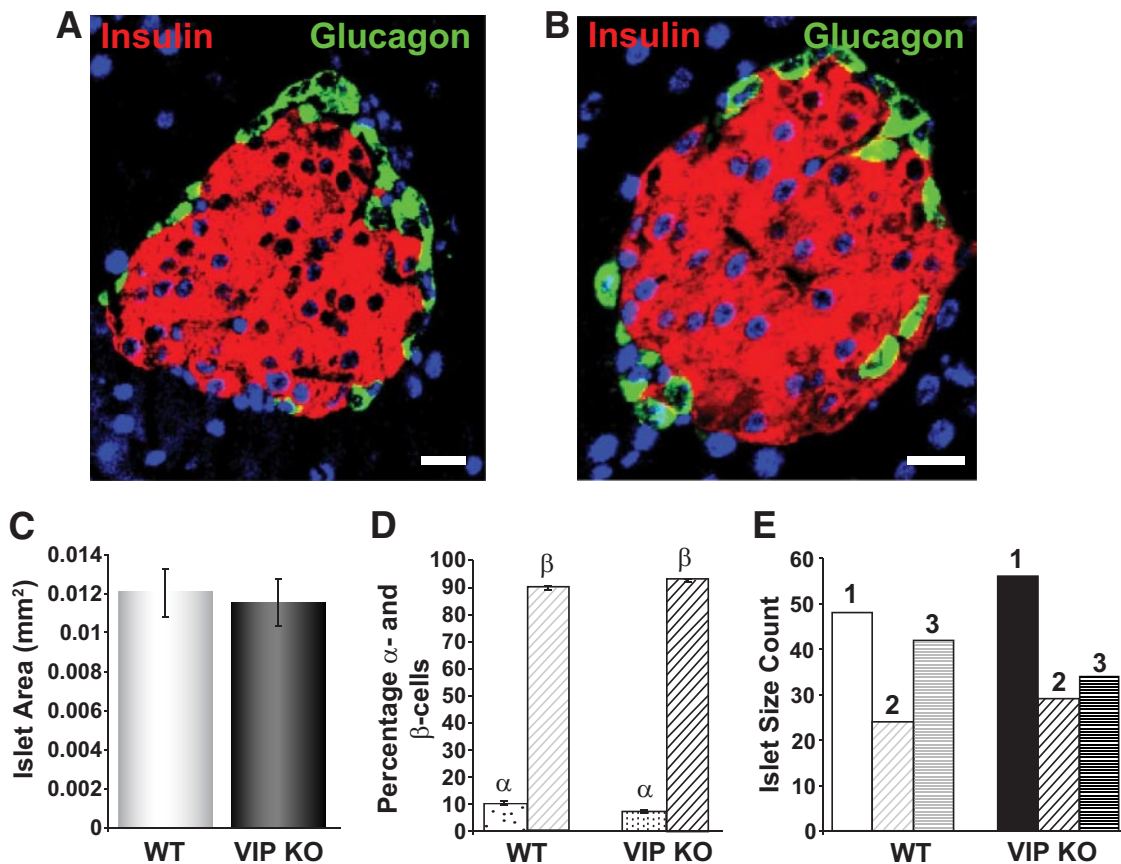 A
Insulin
Glucagon
B
Insulin
Glucagon
C
Islet Area (mm²)
0.014
0.012
0.01
0.008
0.006
0.004
0.002
0
WT
VIP KO
D
Percentage α- and
β-cells
100
90
80
70
60
50
40
30
20
10
0
α
β
α
β
WT
VIP KO
E
Islet Size Count
60
50
40
30
20
10
0
1
2
3
1
2
3
WT
VIP KO